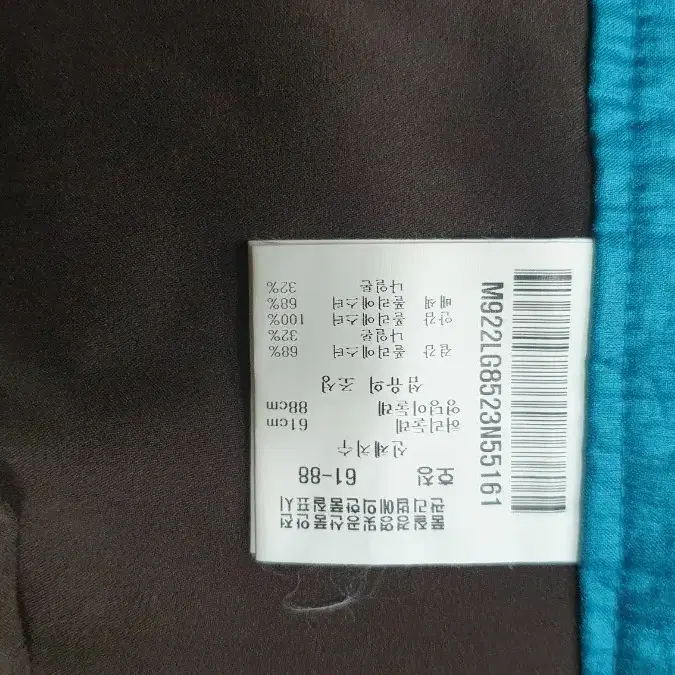 품질경영및공산품안전
관리법에의한품질표시
호칭 61-88
신체치수
허리둘레 61cm
엉덩이둘레 88cm
섬유의 조성
겉감 폴리에스터 68%
나일론 32%
안감 폴리에스터 100%
배색 폴리에스터 68%
나일론 32%
M922LG8523N55161